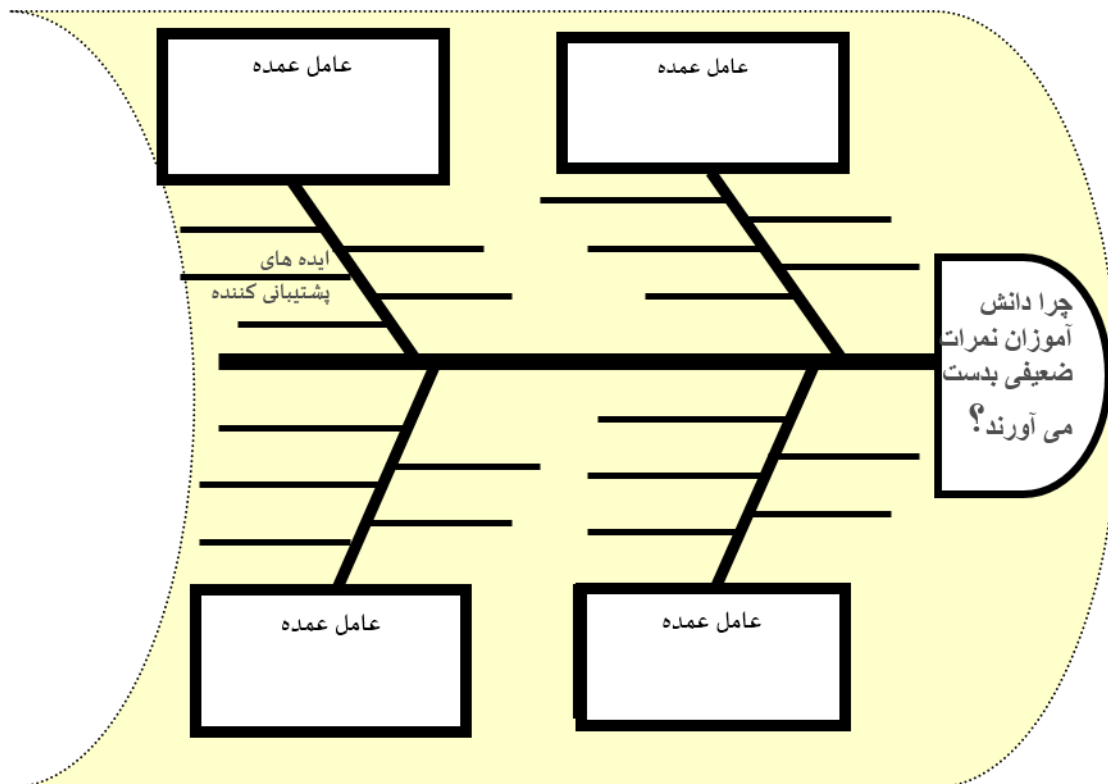 عامل عمده
عامل عمده
ایده های
پشتیبانی کننده
چرا دانش
آموزان نمرات
ضعیفی بدست
می آورند؟
عامل عمده
عامل عمده